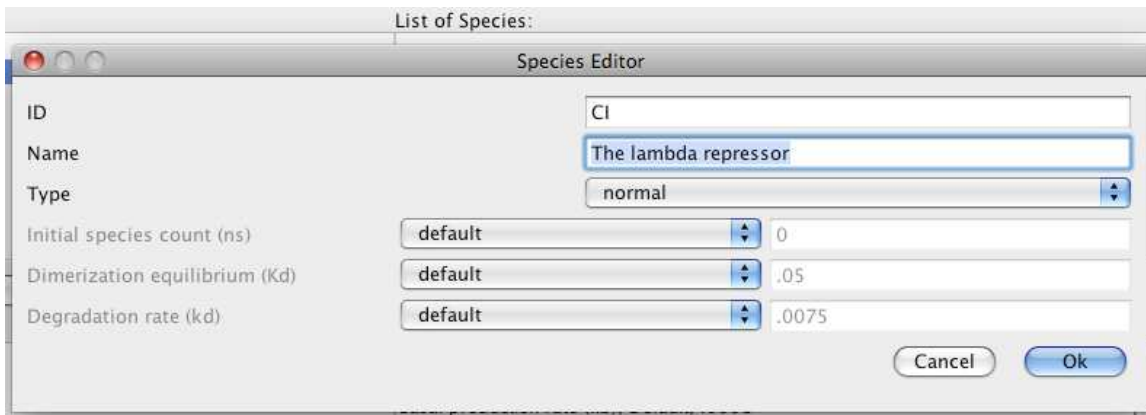 List of Species:
Species Editor
ID CI
Name The lambda repressor
Type normal
Initial species count (ns) default 0
Dimerization equilibrium (Kd) default .05
Degradation rate (kd) default .0075
Cancel Ok